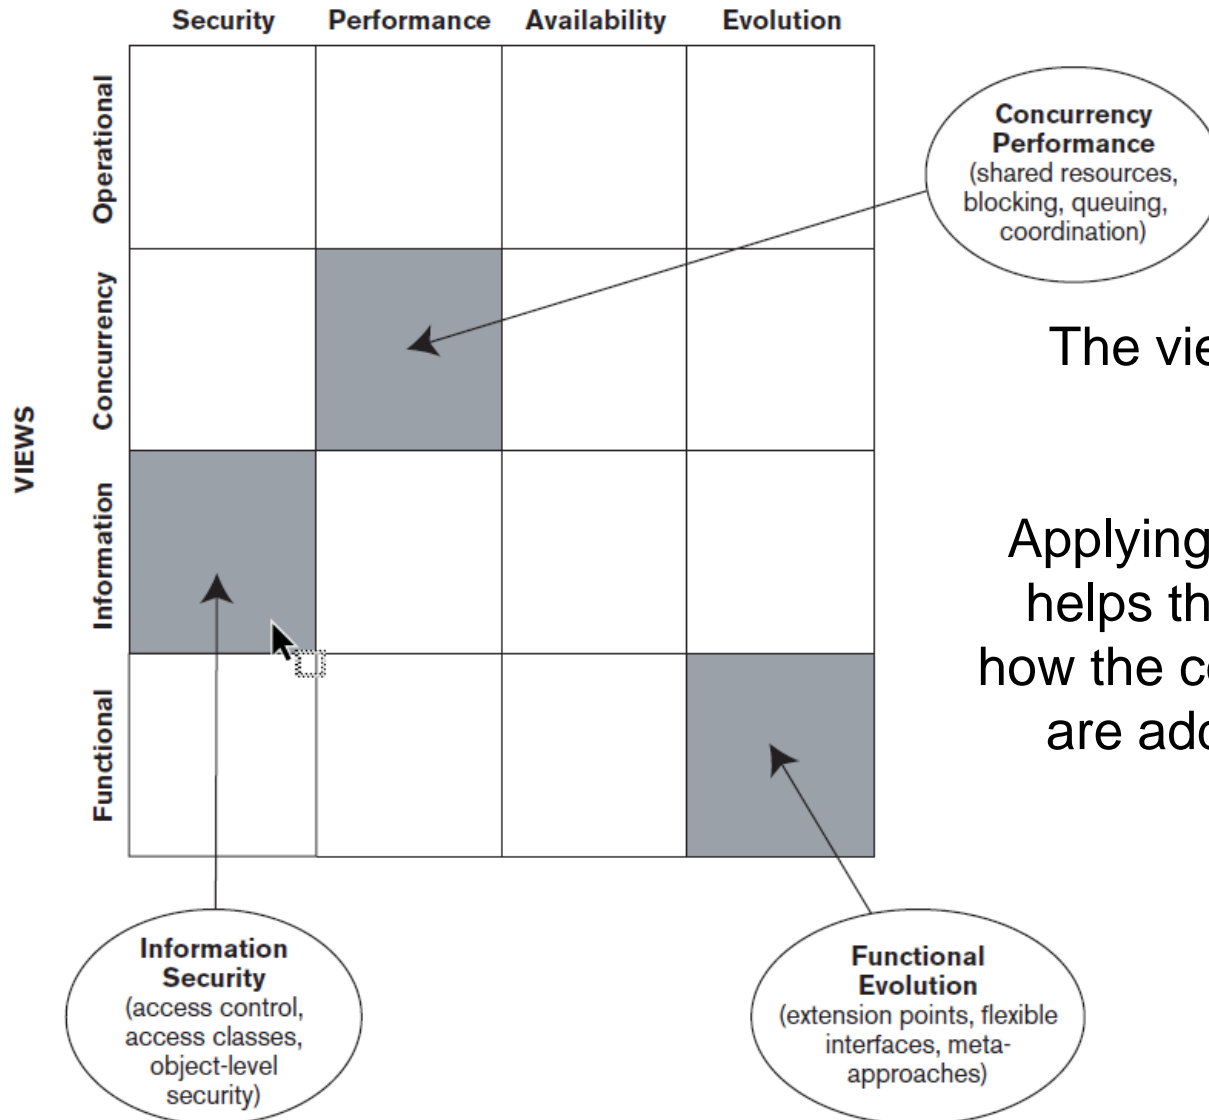 Security Performance Availability Evolution
VIEWS
Operational
Concurrency
Information
Functional
Concurrency
Performance
(shared resources,
blocking, queuing,
coordination)
The vie
Applying
helps th
how the c
are add
Information
Security
(access control,
access classes,
object-level
security)
Functional
Evolution
(extension points, flexible
interfaces, meta-
approaches)